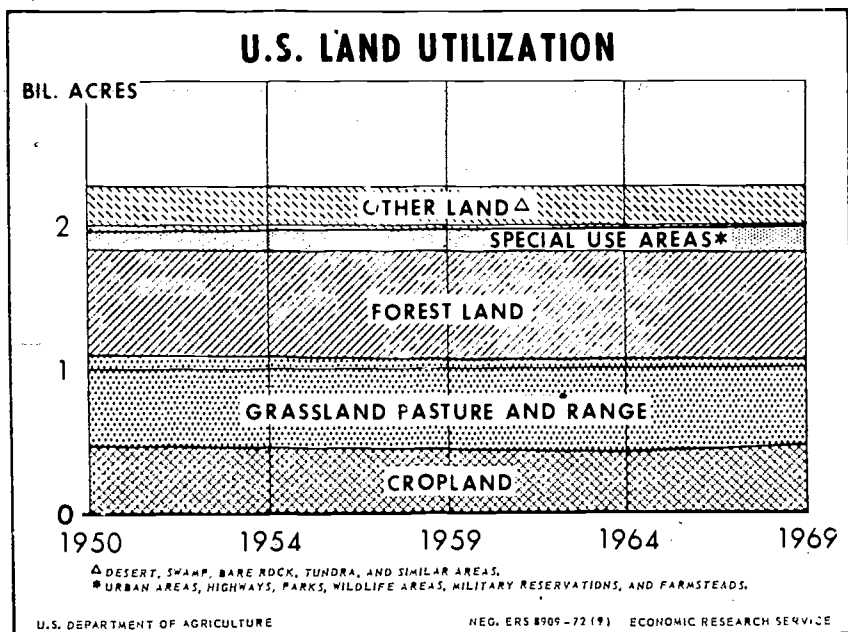 U.S. LAND UTILIZATION
BIL. ACRES
OTHER LAND△
2
SPECIAL USE AREAS*
FOREST LAND
1
GRASSLAND PASTURE AND RANGE
CROPLAND
0
1950 1954 1959 1964 1969
△ DESERT, SWAMP, BARE ROCK, TUNDRA, AND SIMILAR AREAS.
* URBAN AREAS, HIGHWAYS, PARKS, WILDLIFE AREAS, MILITARY RESERVATIONS, AND FARMSTEADS.
U.S. DEPARTMENT OF AGRICULTURE NEG. ERS 8909-72 (9) ECONOMIC RESEARCH SERVICE